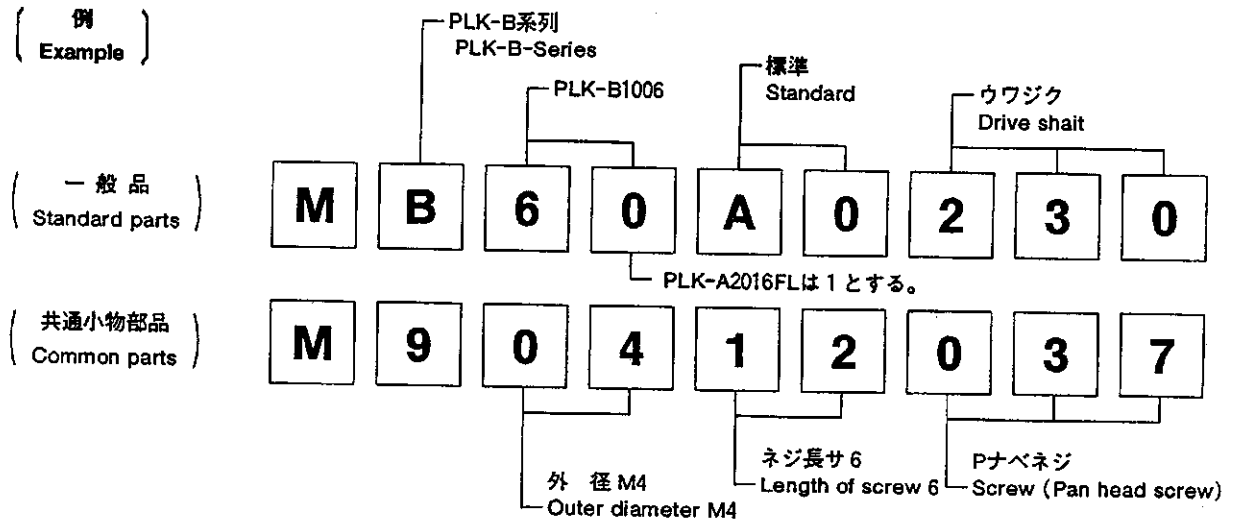 例
Example
PLK-B系列
PLK-B-Series
PLK-B1006
標準
Standard
ウワジク
Drive shait
一般品
Standard parts
M B 6 0 A 0 2 3 0
PLK-A2016FLは1とする。
共通小物部品
Common parts
M 9 0 4 1 2 0 3 7
外 径 M4
Outer diameter M4
ネジ長サ 6
Length of screw 6
Pナベネジ
Screw (Pan head screw)